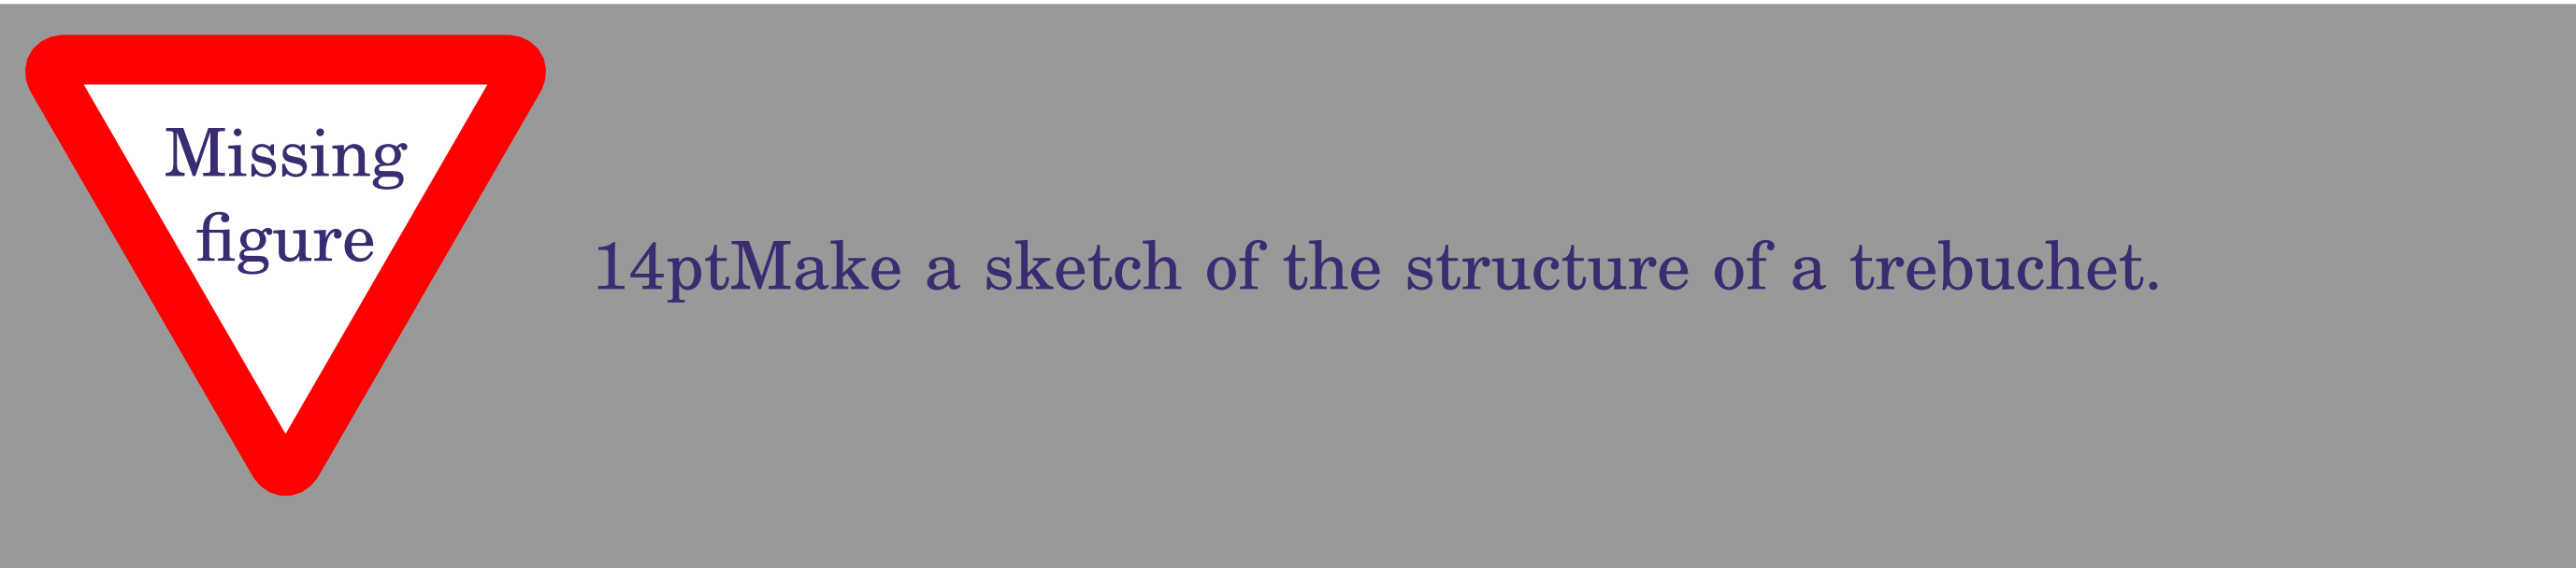 Missing
figure
14ptMake a sketch of the structure of a trebuchet.